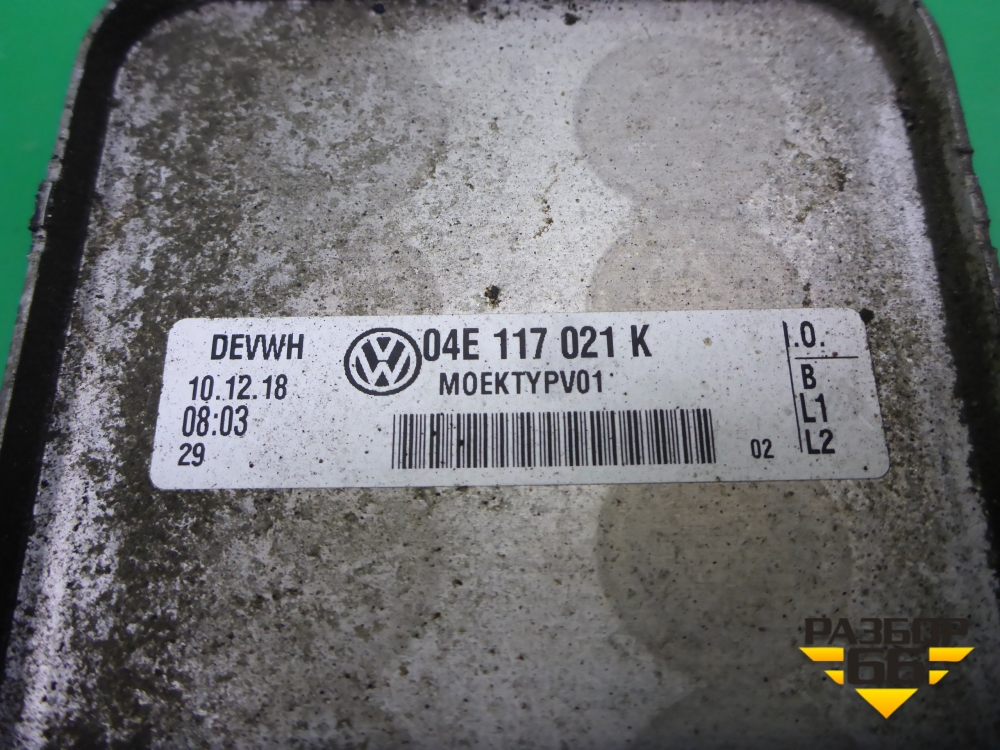 DEVWH
10.12.18
08:03
29
04E 117 021 K
MOEKTYPV01
02
I.O.
B
L1
L2
РАЗБОР
66